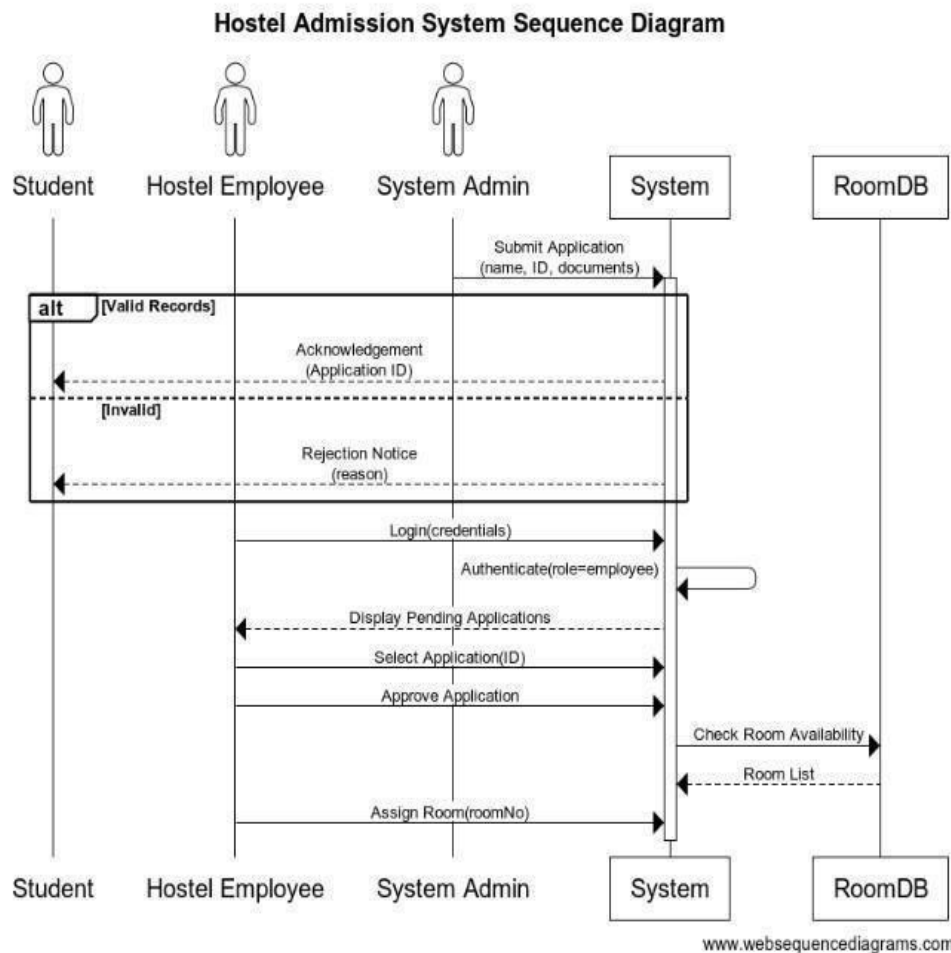 Hostel Admission System Sequence Diagram
Student
Hostel Employee
System Admin
System
RoomDB
Submit Application
(name, ID, documents)
alt
[Valid Records]
Acknowledgement
(Application ID)
[Invalid]
Rejection Notice
(reason)
Login(credentials)
Authenticate(role=employee)
Display Pending Applications
Select Application(ID)
Approve Application
Check Room Availability
Room List
Assign Room(roomNo)
Student
Hostel Employee
System Admin
System
RoomDB
www.websequencediagrams.com